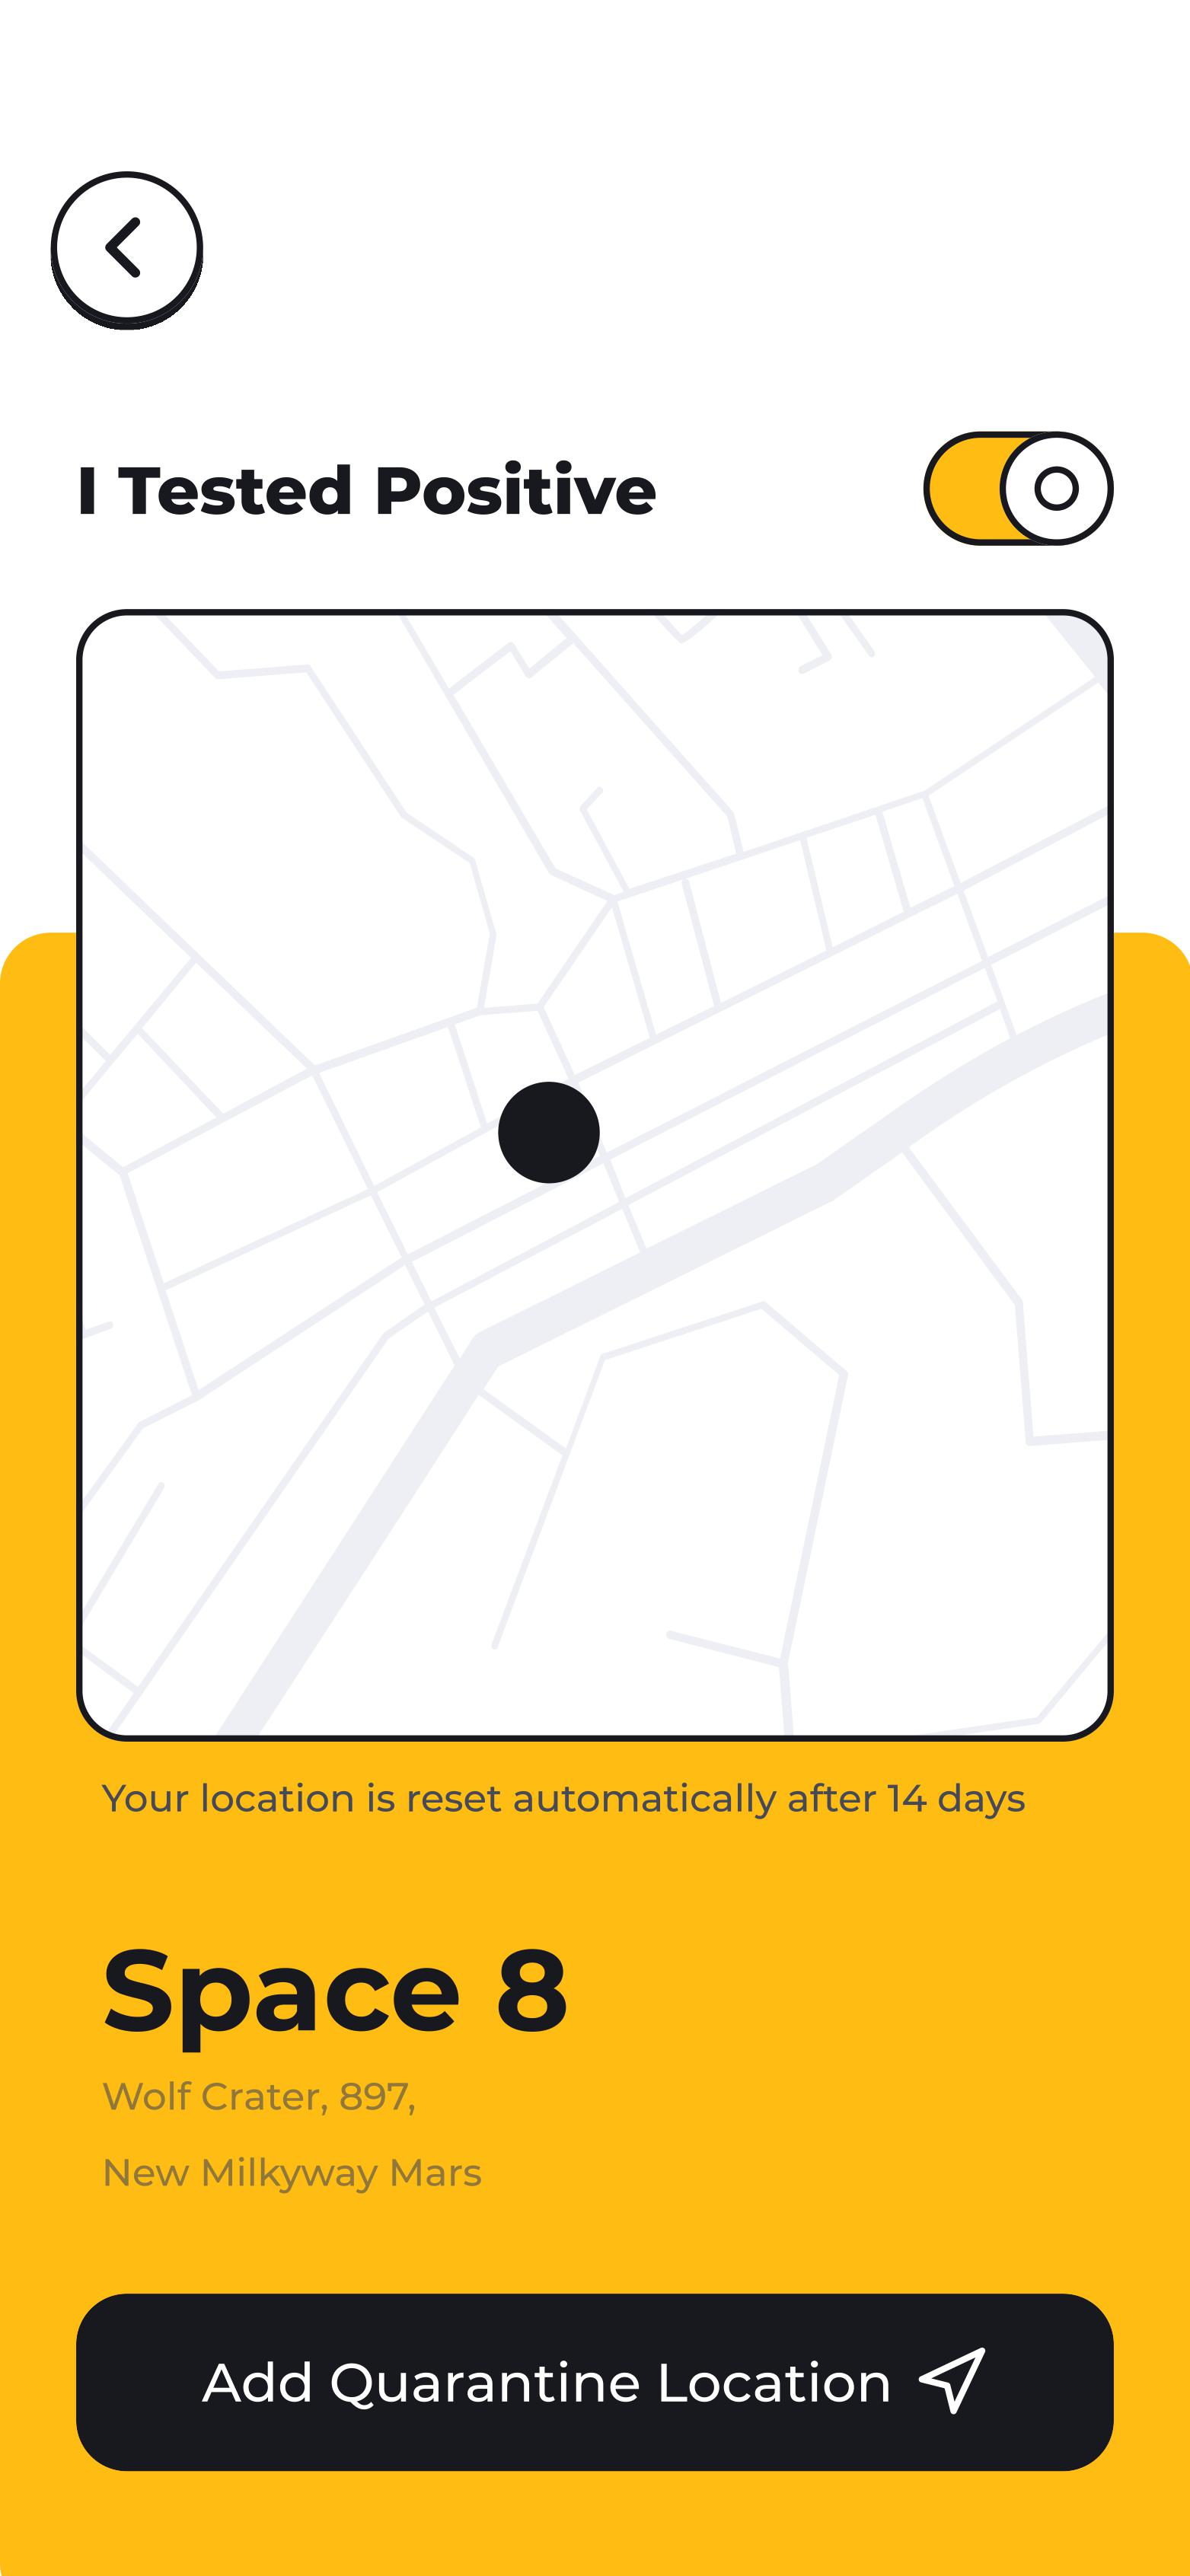 I Tested Positive
Your location is reset automatically after 14 days
Space 8
Wolf Crater, 897,
New Milkyway Mars
Add Quarantine Location